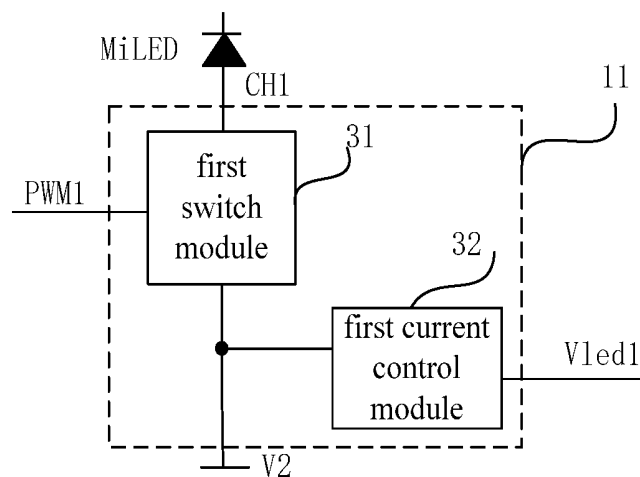 MiLED
CH1
11
31
first
switch
module
PWM1
32
first current
control
module
Vled1
V2